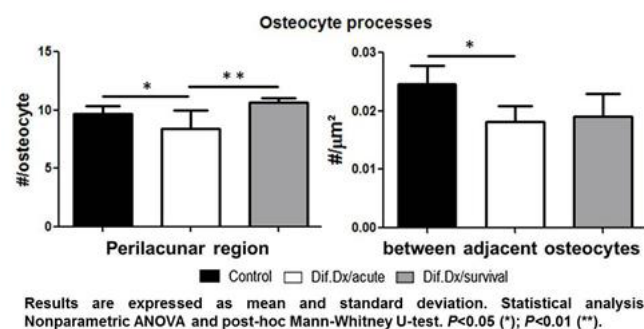 Osteocyte processes
#/osteocyte
15
10
5
0
*
**
Perilacunar region
#/µm²
0.03
0.02
0.01
0.00
*
between adjacent osteocytes
Control Dif.Dx/acute Dif.Dx/survival
Results are expressed as mean and standard deviation. Statistical analysis
Nonparametric ANOVA and post-hoc Mann-Whitney U-test. P<0.05 (*); P<0.01 (**).